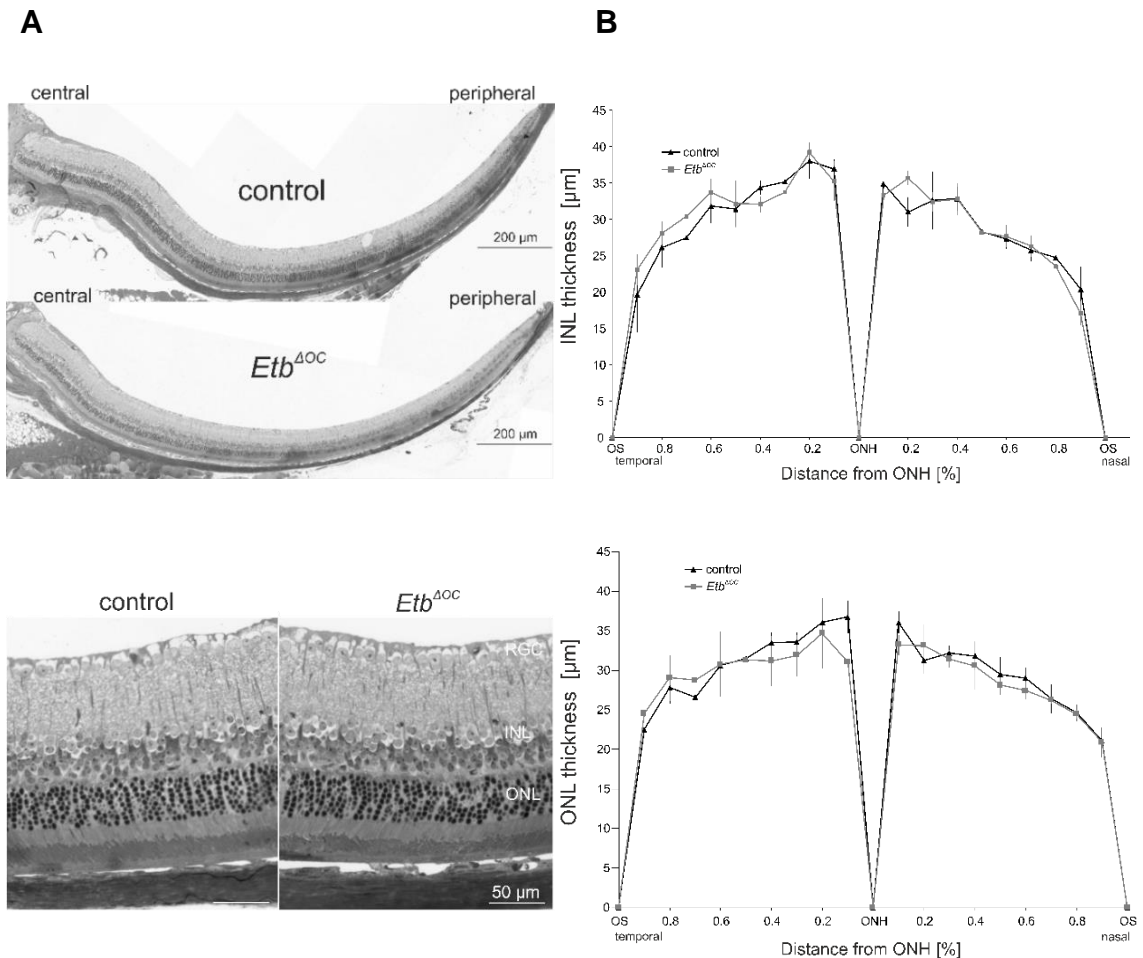 A
B
central
peripheral
control
200 µm
central
peripheral
Etb^ΔOC
200 µm
control
Etb^ΔOC
RGC
INL
ONL
50 µm
45
40
35
30
25
20
15
10
5
0
INL thickness [µm]
control
Etb^ΔOC
OS 0.8 0.6 0.4 0.2 ONH 0.2 0.4 0.6 0.8 OS
temporal nasal
Distance from ONH [%]
45
40
35
30
25
20
15
10
5
0
ONL thickness [µm]
control
Etb^ΔOC
OS 0.8 0.6 0.4 0.2 ONH 0.2 0.4 0.6 0.8 OS
temporal nasal
Distance from ONH [%]